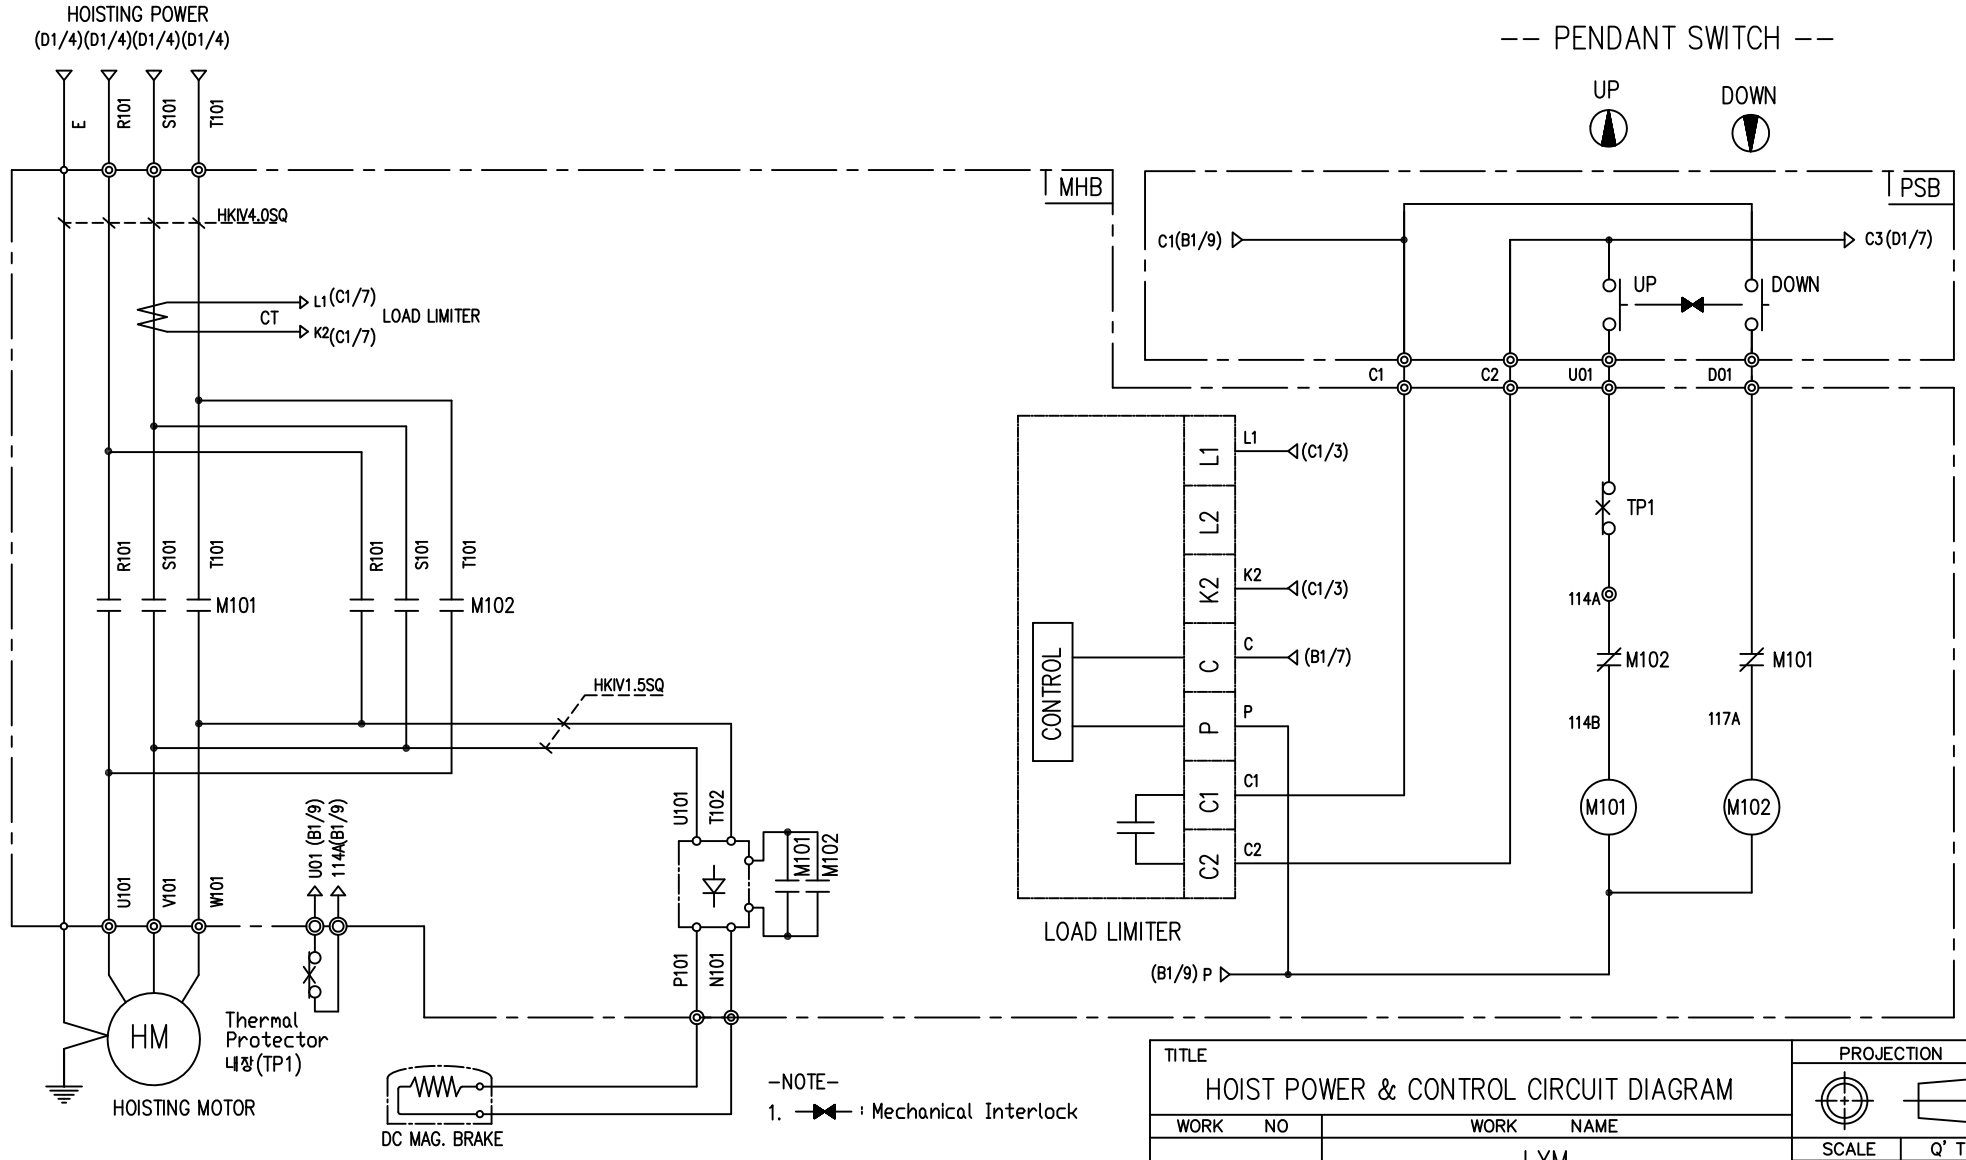 HOISTING POWER
(D1/4)(D1/4)(D1/4)(D1/4)
E
R101
S101
T101
-- PENDANT SWITCH --
UP
DOWN
MHB
PSB
HKIV4.0SQ
C1(B1/9)
C3(D1/7)
UP
DOWN
L1(C1/7)
CT
LOAD LIMITER
K2(C1/7)
C1
C2
U01
D01
L1
L1
(C1/3)
L2
K2
K2
(C1/3)
C
C
(B1/7)
P
P
C1
C1
C2
C2
CONTROL
LOAD LIMITER
(B1/9) P
TP1
114A
M102
M101
114B
117A
M101
M102
R101
S101
T101
M101
R101
S101
T101
M102
HKIV1.5SQ
U101
T102
M101
M102
U01 (B1/9)
114A(B1/9)
U101
V101
W101
P101
N101
HM
Thermal
Protector
내장(TP1)
HOISTING MOTOR
DC MAG. BRAKE
-NOTE-
1. : Mechanical Interlock
TITLE
HOIST POWER & CONTROL CIRCUIT DIAGRAM
PROJECTION
WORK NO
WORK NAME
SCALE
Q' T